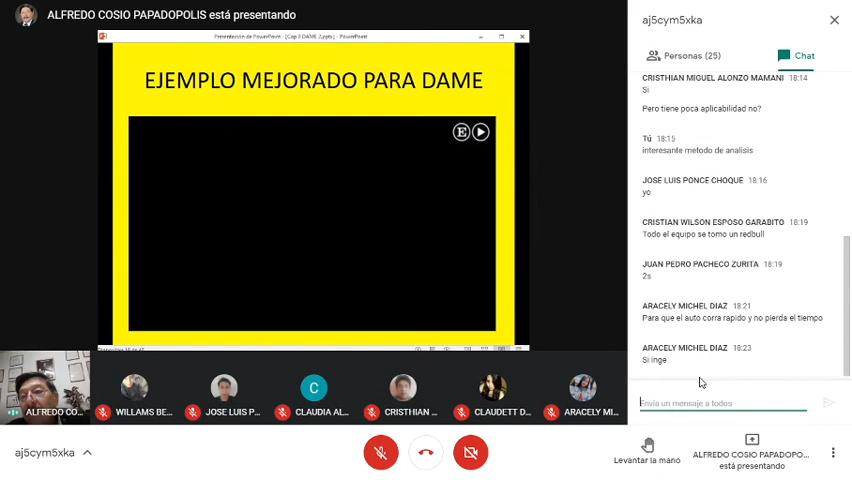 ALFREDO COSIO PAPADOPOLIS está presentando
Presentación de PowerPoint - [Cap II DAME 2.ppt] - PowerPoint
EJEMPLO MEJORADO PARA DAME
E
ALFREDO CO...
WILLAMS BE...
JOSE LUIS P...
C
CLAUDIA AL...
CRISTHIAN ...
CLAUDETT D...
ARACELY MI...
aj5cym5xka
Personas (25)
Chat
CRISTHIAN MIGUEL ALONZO MAMANI 18:14
Si
Pero tiene poca aplicabilidad no?
Tú 18:15
interesante metodo de analisis
JOSE LUIS PONCE CHOQUE 18:16
yo
CRISTIAN WILSON ESPOSO GARABITO 18:19
Todo el equipo se tomo un redbull
JUAN PEDRO PACHECO ZURITA 18:19
2s
ARACELY MICHEL DIAZ 18:21
Para que el auto corra rapido y no pierda el tiempo
ARACELY MICHEL DIAZ 18:23
Si inge
Envía un mensaje a todos
aj5cym5xka
Levantar la mano
ALFREDO COSIO PAPADOPO...
está presentando